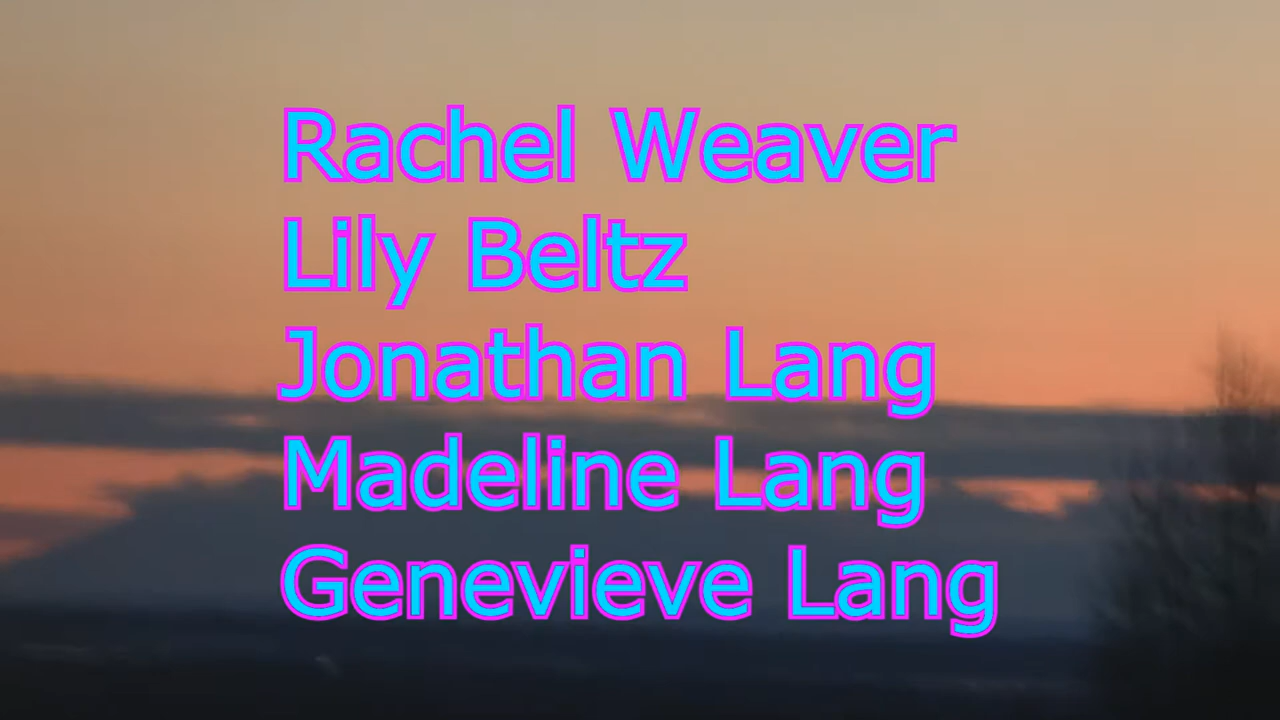 Rachel Weaver
Lily Beltz
Jonathan Lang
Madeline Lang
Genevieve Lang